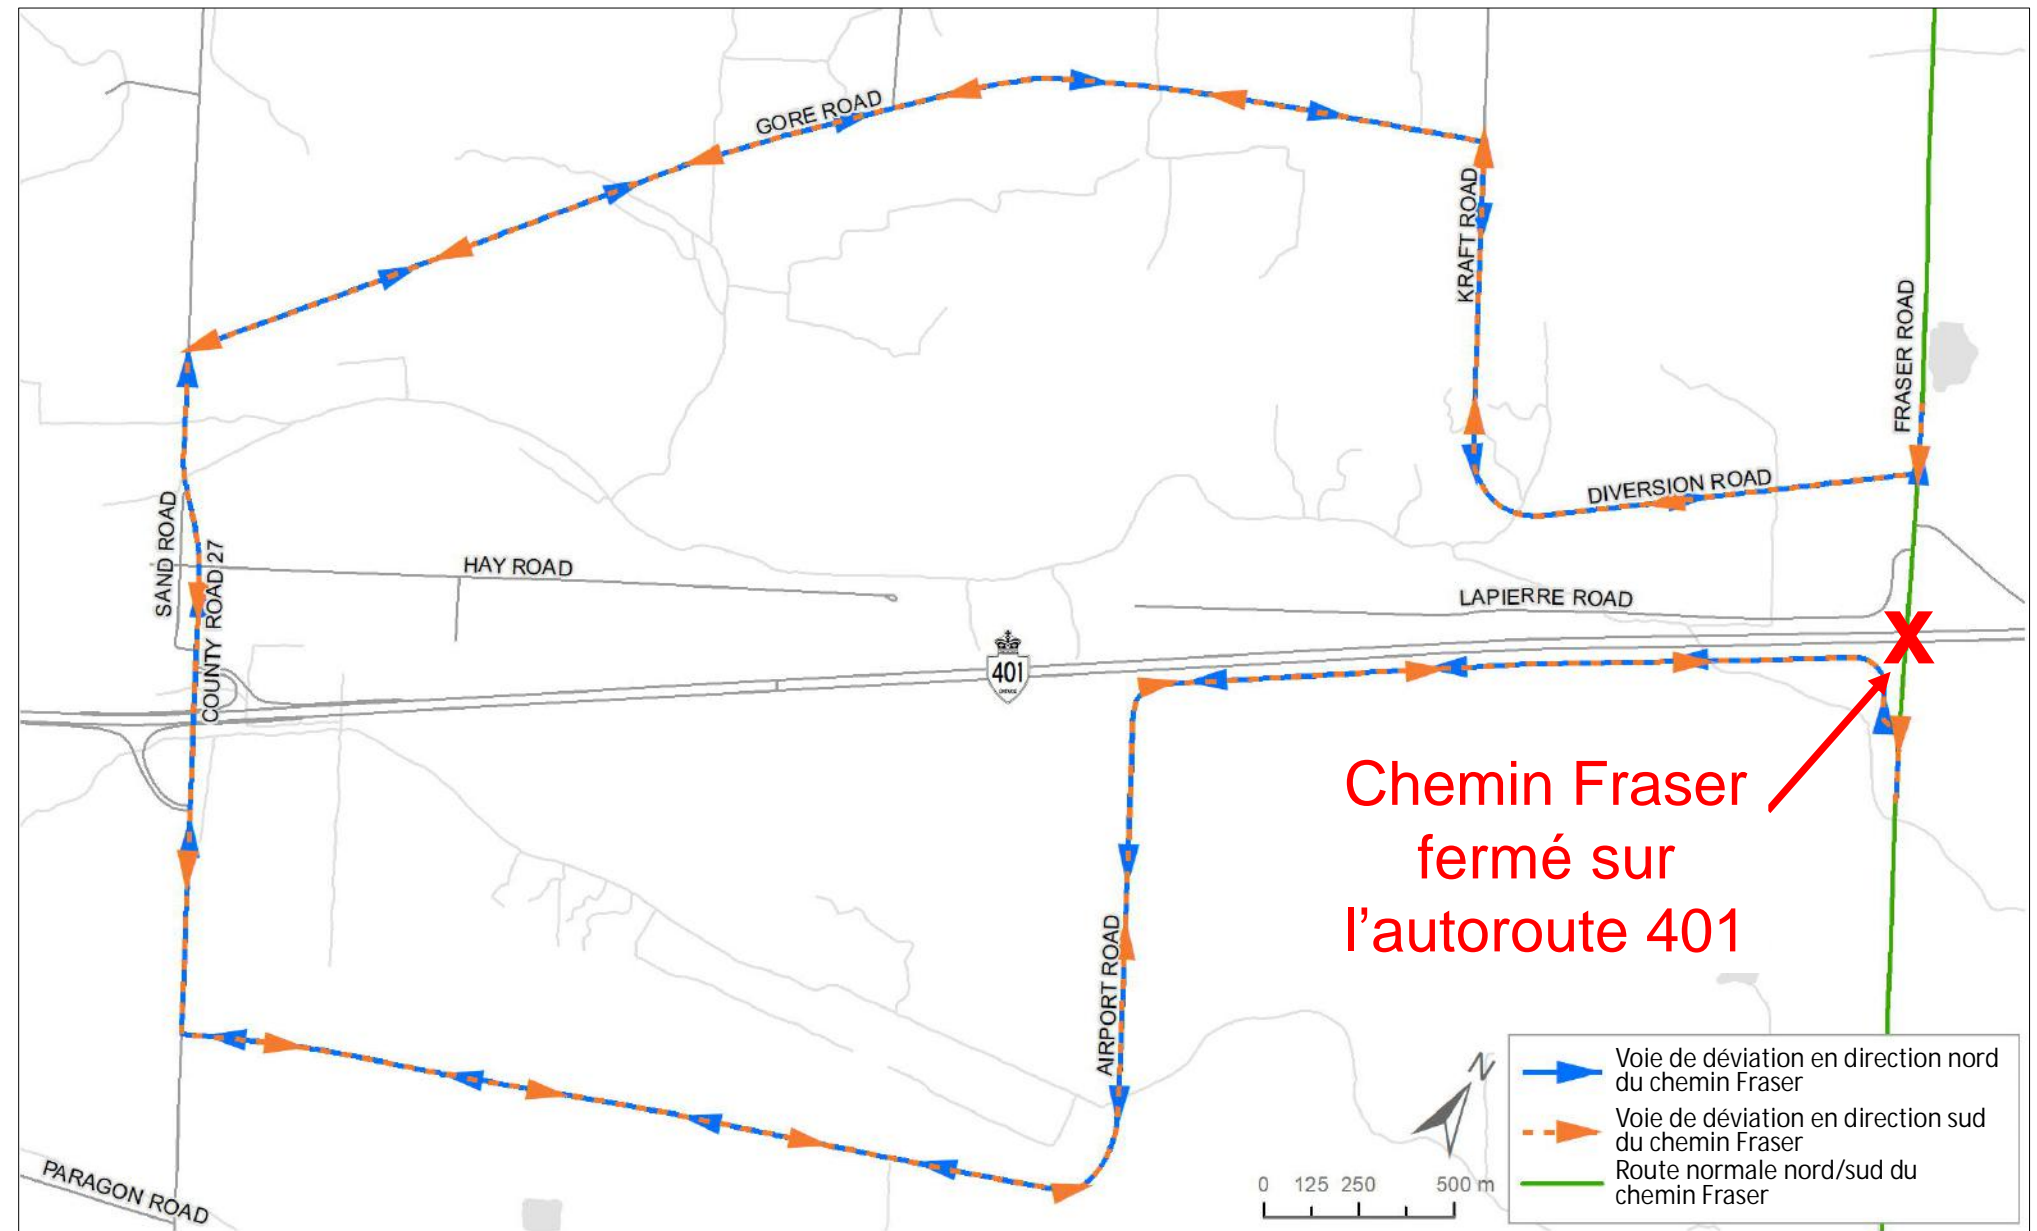 GORE ROAD
KRAFT ROAD
FRASER ROAD
DIVERSION ROAD
SAND ROAD
HAY ROAD
COUNTY ROAD 27
LAPIERRE ROAD
401
Chemin Fraser
fermé sur
l’autoroute 401
X
AIRPORT ROAD
PARAGON ROAD
N
0 125 250 500 m
Voie de déviation en direction nord
du chemin Fraser
Voie de déviation en direction sud
du chemin Fraser
Route normale nord/sud du
chemin Fraser